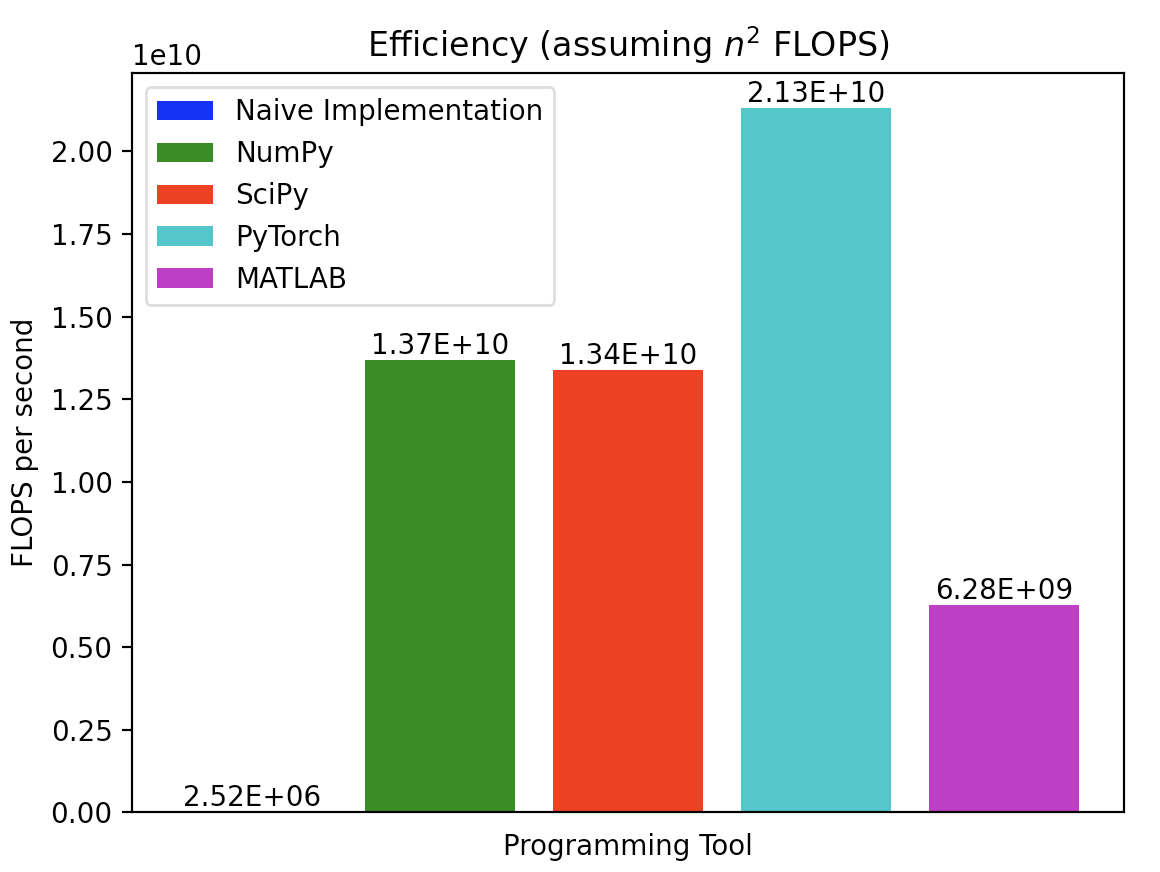 Efficiency (assuming n² FLOPS)
1e10
Naive Implementation
NumPy
SciPy
PyTorch
MATLAB
2.00
1.75
1.50
1.25
1.00
0.75
0.50
0.25
0.00
FLOPS per second
2.52E+06
1.37E+10
1.34E+10
2.13E+10
6.28E+09
Programming Tool